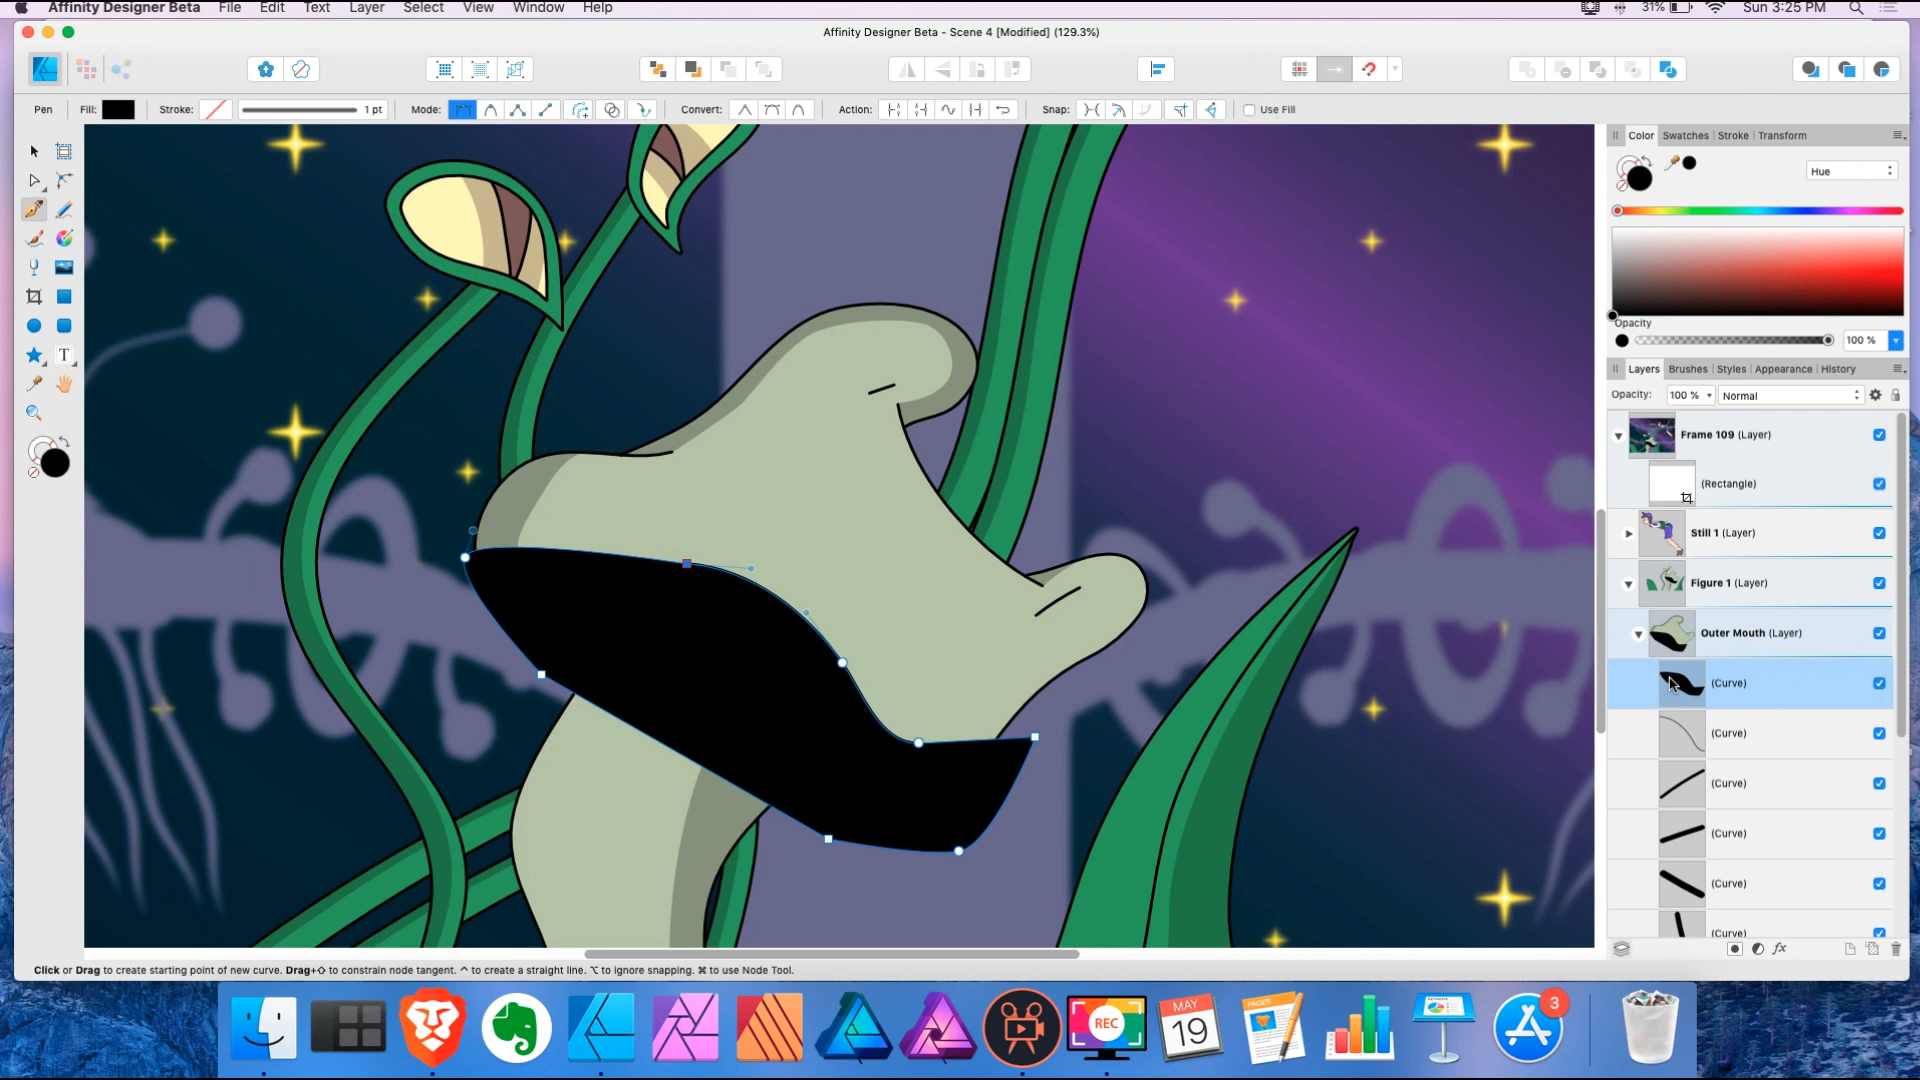 Affinity Designer Beta File Edit Text Layer Select View Window Help 31% Sun 3:25 PM
Affinity Designer Beta - Scene 4 [Modified] (129.3%)
Pen Fill: Stroke: 1 pt Mode: Convert: Action: Snap: Use Fill
Color Swatches Stroke Transform
Hue
Opacity
100 %
Layers Brushes Styles Appearance History
Opacity: 100 % Normal
Frame 109 (Layer)
(Rectangle)
Still 1 (Layer)
Figure 1 (Layer)
Outer Mouth (Layer)
(Curve)
(Curve)
(Curve)
(Curve)
(Curve)
(Curve)
T
fx
Click or Drag to create starting point of new curve. Drag+⇧ to constrain node tangent. ^ to create a straight line. ⌥ to ignore snapping. ⌘ to use Node Tool.
REC
MAY
19
PAGES
3